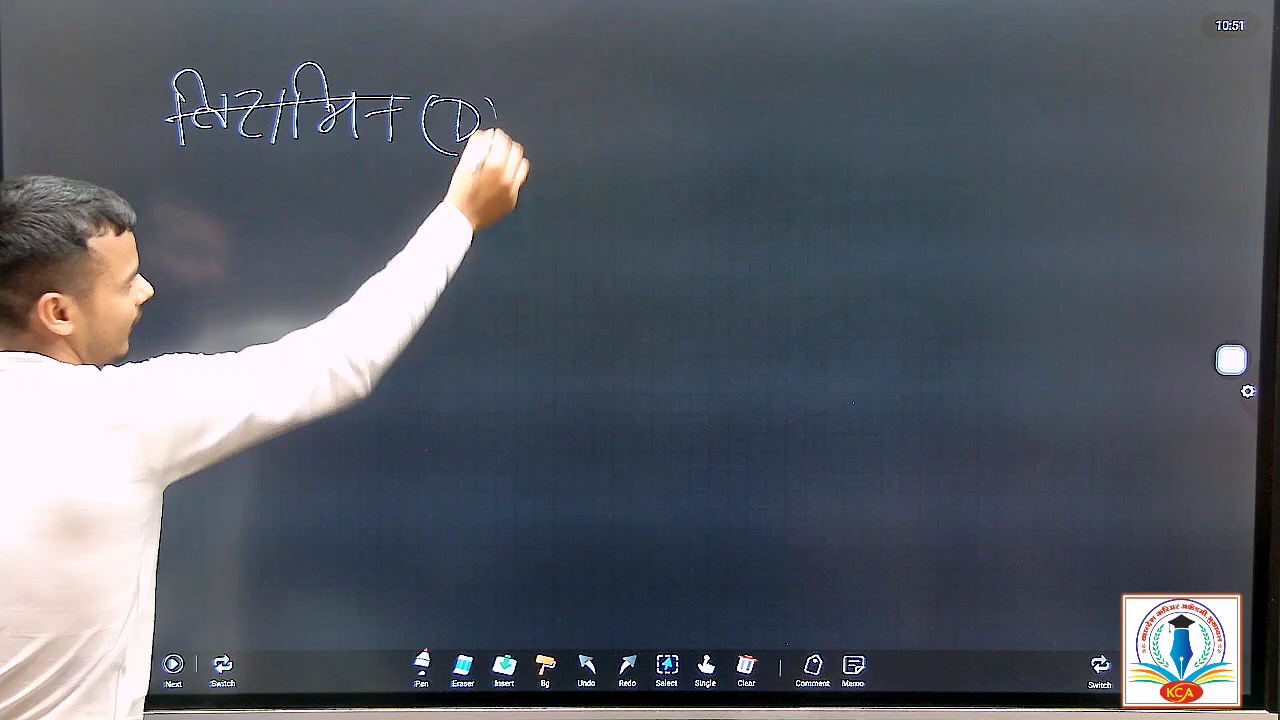 10:51
विटामिन (D)
Next
Switch
Pen
Eraser
Insert
Bg
Undo
Redo
Select
Single
Clear
Comment
Memo
Switch
KCA